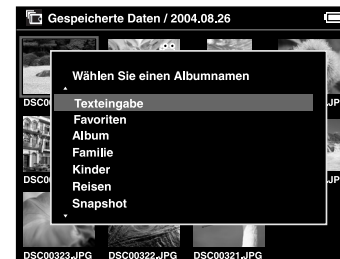 Gespeicherte Daten / 2004.08.26
Wählen Sie einen Albumnamen
Texteingabe
Favoriten
Album
Familie
Kinder
Reisen
Snapshot
DSC00323.JPG DSC00322.JPG DSC00321.JPG